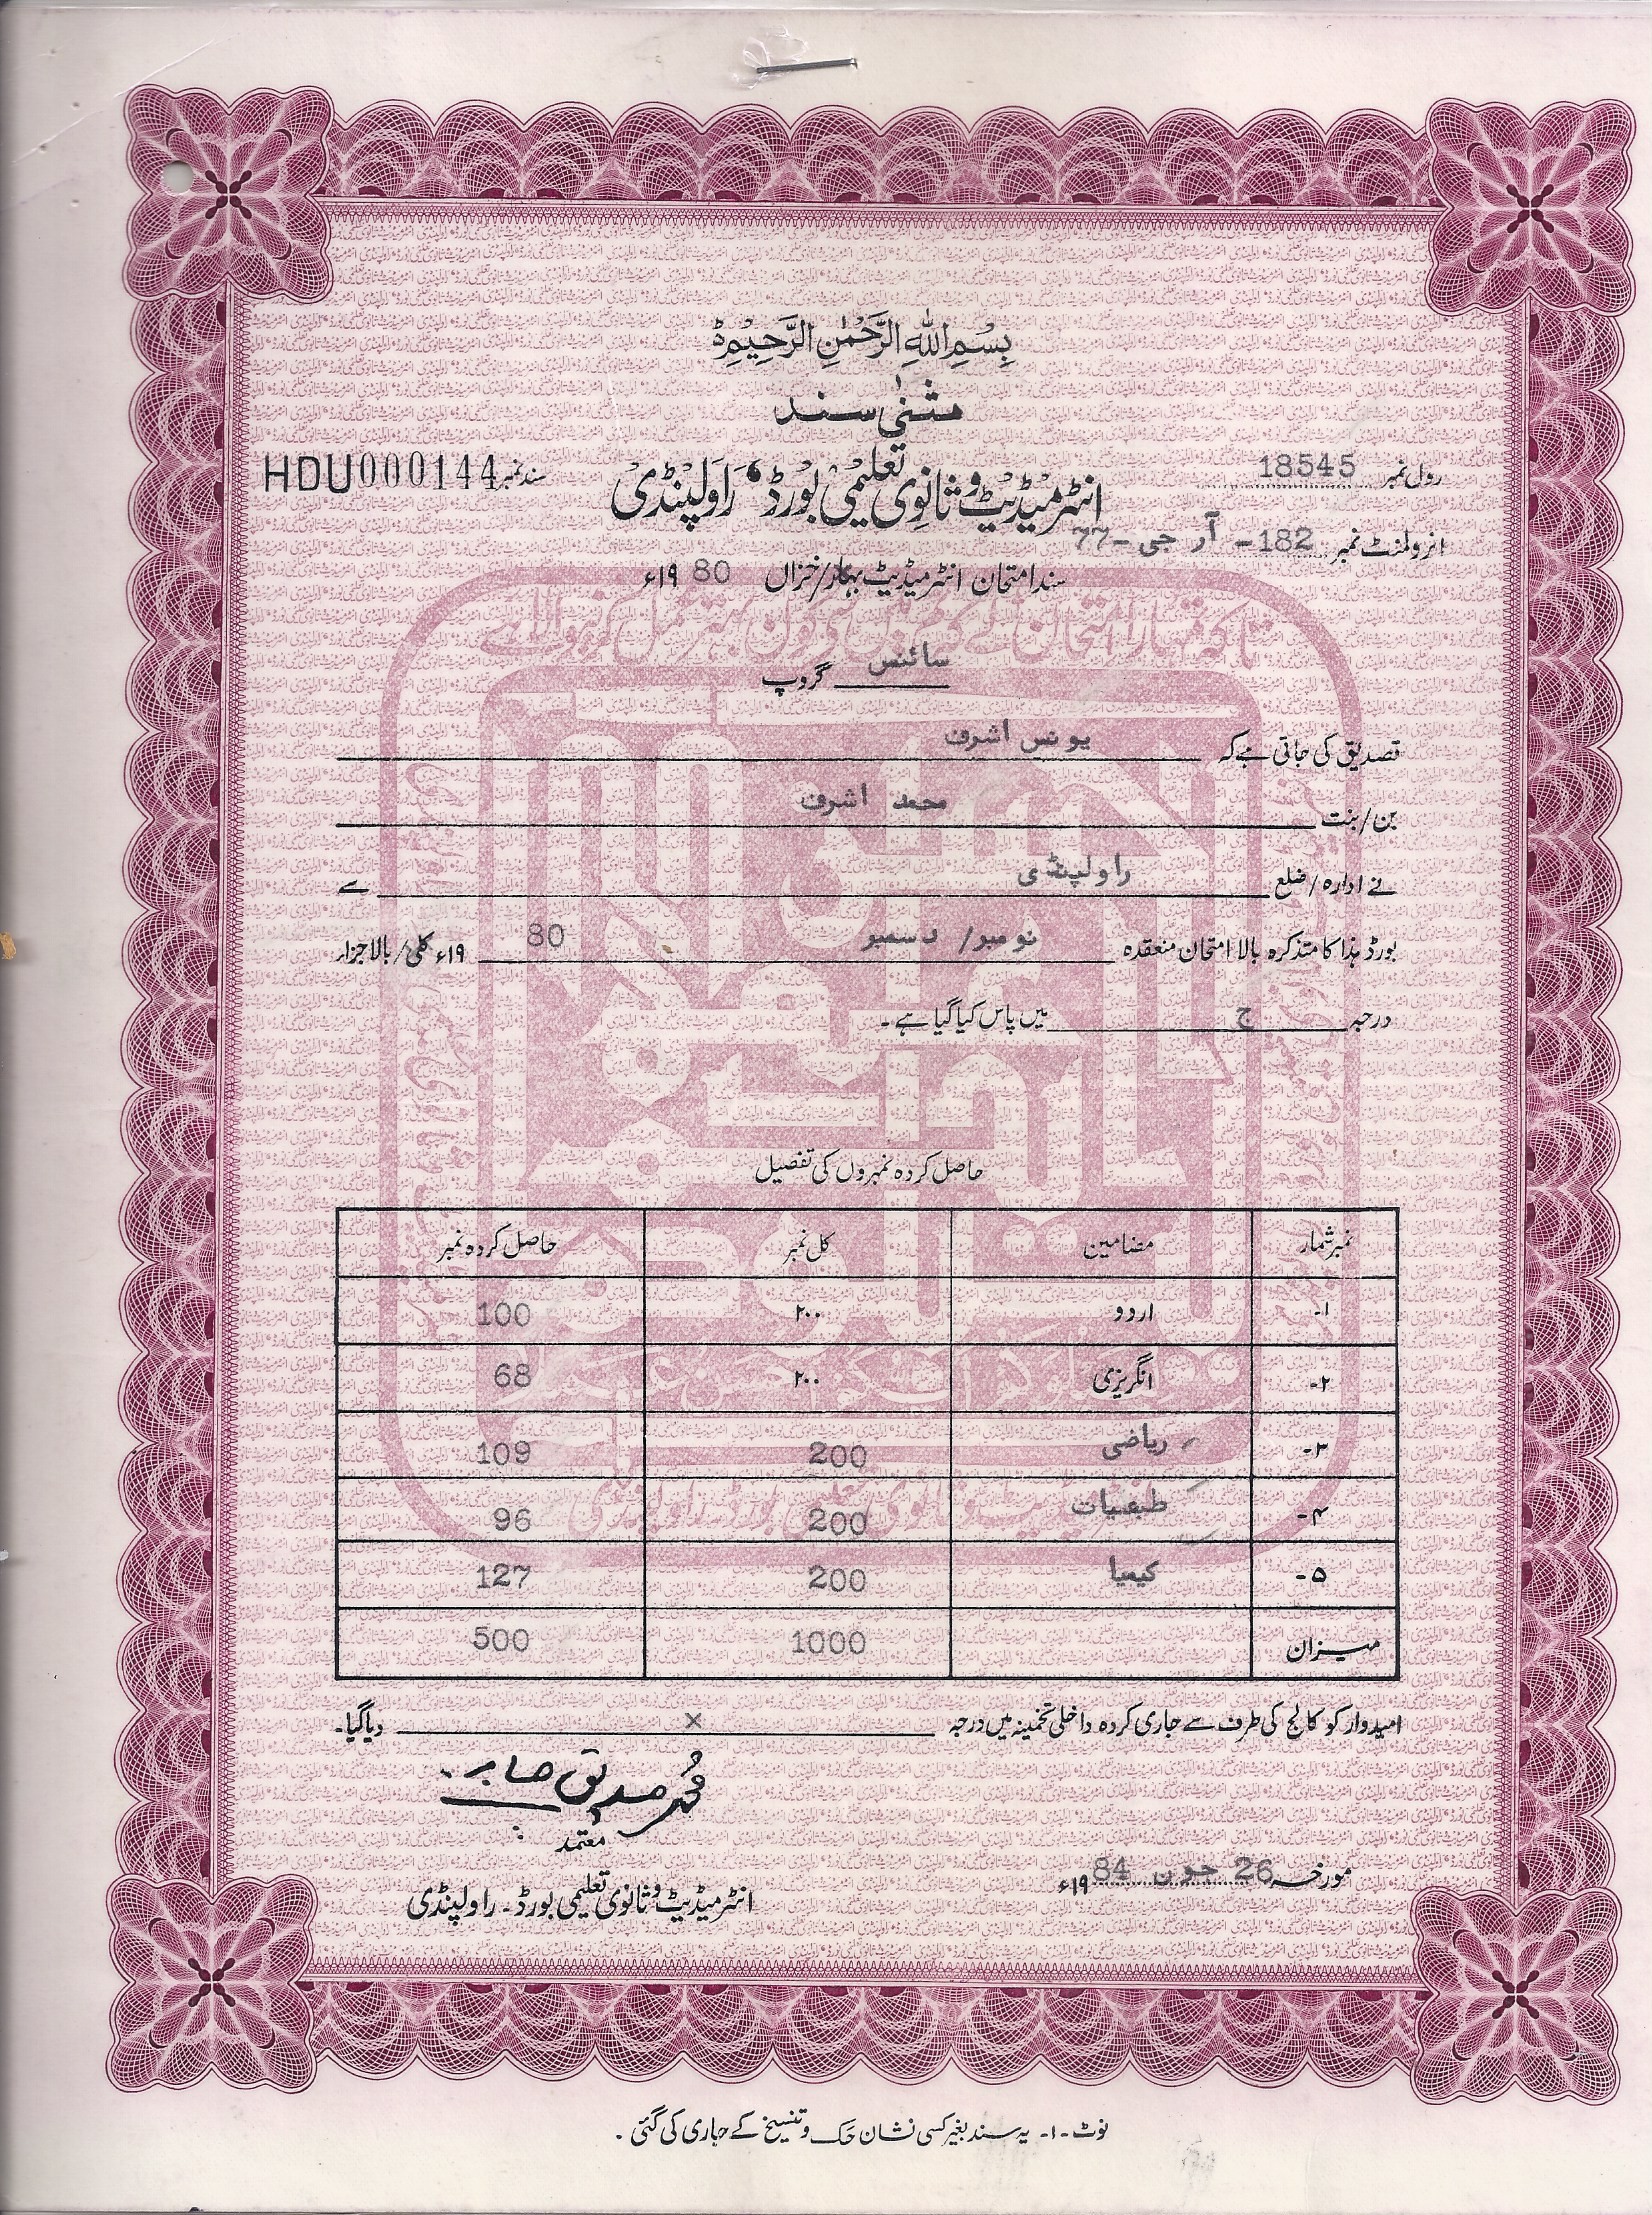 بِسْمِ اللّٰهِ الرَّحْمٰنِ الرَّحِيْمِ
مثنٰی سند
رول نمبر 18545
انٹرمیڈیٹ و ثانوی تعلیمی بورڈ، راولپنڈی
سند نمبر HDU000144
انرولمنٹ نمبر 182- آر جی -77
سند امتحان انٹرمیڈیٹ بہار/خزاں 80 ۱۹ء
سائنس گروپ
تصدیق کی جاتی ہے کہ یونس اشرف
بن/بنت محمد اشرف
نے ادارہ/ضلع راولپنڈی سے
بورڈ ہذا کا متذکرہ بالا امتحان منعقدہ نومبر/ دسمبر 80 ۱۹ء کلی/بالاجزار
درجہ ج میں پاس کیا گیا ہے۔
حاصل کردہ نمبروں کی تفصیل
نمبر شمار مضامین کل نمبر حاصل کردہ نمبر
۱- اردو ۲۰۰ 100
۲- انگریزی ۲۰۰ 68
۳- ریاضی 200 109
۴- طبعیات 200 96
۵- کیمیا 200 127
میزان 1000 500
امیدوار کو کالج کی طرف سے جاری کردہ داخلی تخمینہ میں درجہ × دیا گیا۔
محمد صدیق صابر
معتمد
مورخہ 26 جون 84 ۱۹ء
انٹرمیڈیٹ و ثانوی تعلیمی بورڈ۔ راولپنڈی
نوٹ -۱- یہ سند بغیر کسی نشان حک و تنسیخ کے جاری کی گئی۔